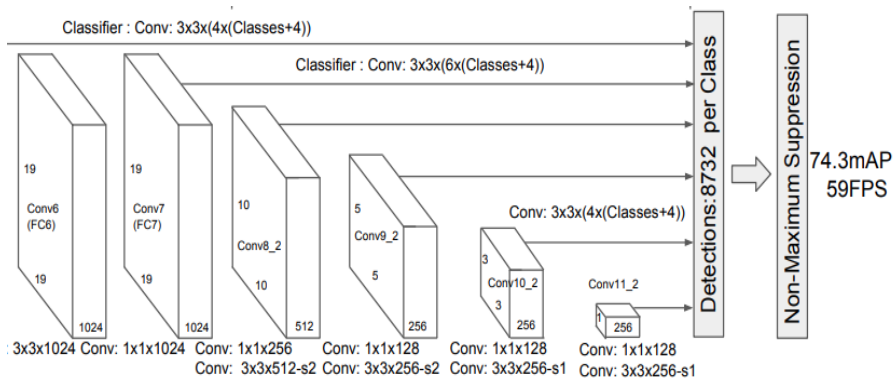 Classifier : Conv: 3x3x(4x(Classes+4))
Classifier : Conv: 3x3x(6x(Classes+4))
19
Conv6
(FC6)
19
1024
19
Conv7
(FC7)
19
1024
10
Conv8_2
10
512
5
Conv9_2
5
256
Conv: 3x3x(4x(Classes+4))
3
Conv10_2
3
256
Conv11_2
1
256
: 3x3x1024
Conv: 1x1x1024
Conv: 1x1x256
Conv: 3x3x512-s2
Conv: 1x1x128
Conv: 3x3x256-s2
Conv: 1x1x128
Conv: 3x3x256-s1
Conv: 1x1x128
Conv: 3x3x256-s1
Detections:8732 per Class
Non-Maximum Suppression
74.3mAP
59FPS